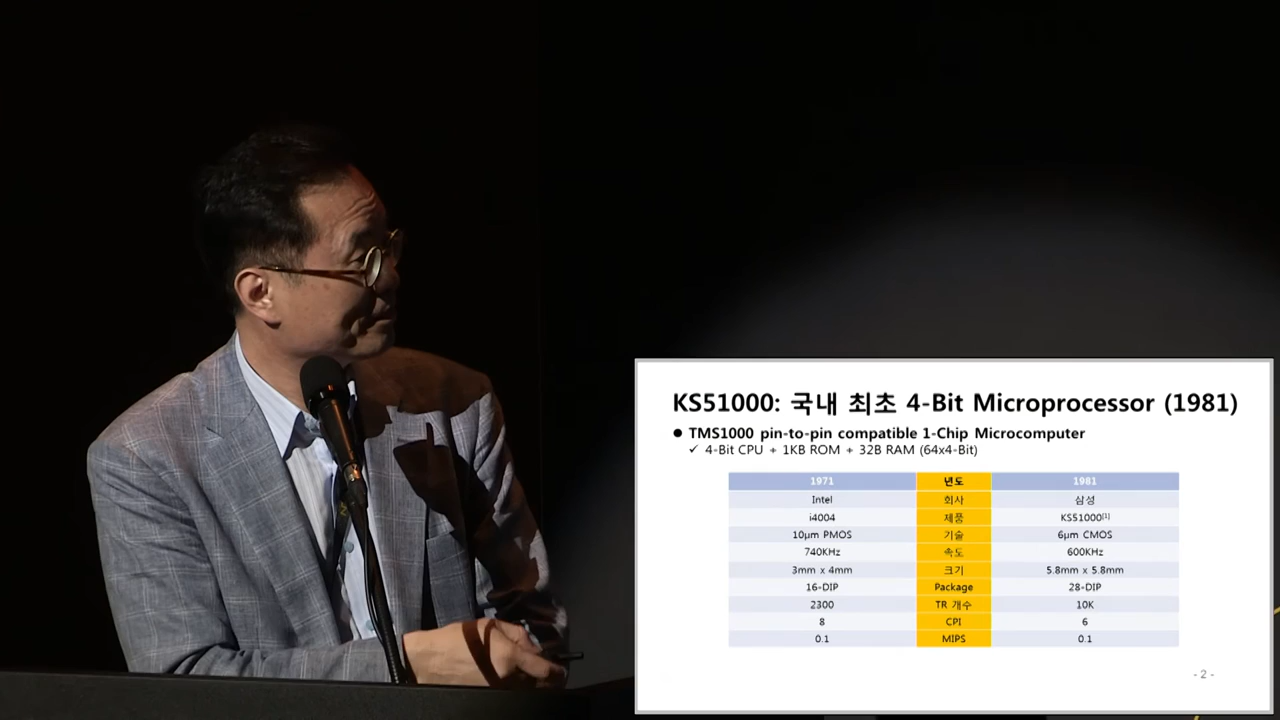 KS51000: 국내 최초 4-Bit Microprocessor (1981)
● TMS1000 pin-to-pin compatible 1-Chip Microcomputer
✓ 4-Bit CPU + 1KB ROM + 32B RAM (64x4-Bit)
1971 년도 1981
Intel 회사 삼성
i4004 제품 KS51000[1]
10μm PMOS 기술 6μm CMOS
740KHz 속도 600KHz
3mm x 4mm 크기 5.8mm x 5.8mm
16-DIP Package 28-DIP
2300 TR 개수 10K
8 CPI 6
0.1 MIPS 0.1
- 2 -